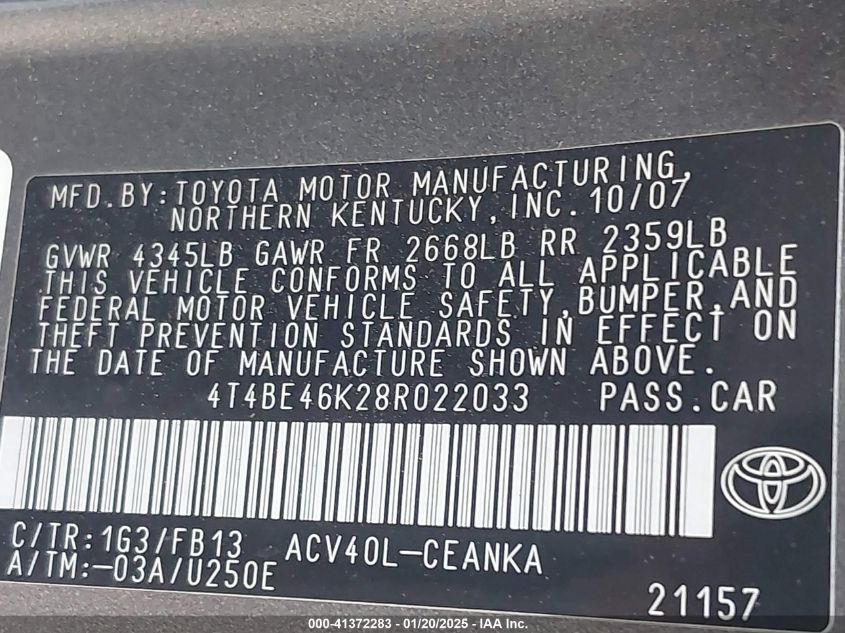 MFD.BY:TOYOTA MOTOR MANUFACTURING,
NORTHERN KENTUCKY,INC.10/07
GVWR 4345LB GAWR FR 2668LB RR 2359LB
THIS VEHICLE CONFORMS TO ALL APPLICABLE
FEDERAL MOTOR VEHICLE SAFETY,BUMPER,AND
THEFT PREVENTION STANDARDS IN EFFECT ON
THE DATE OF MANUFACTURE SHOWN ABOVE.
4T4BE46K28R022033 PASS.CAR
C/TR:1G3/FB13 ACV40L-CEANKA
A/TM:-03A/U250E
21157
000-41372283 - 01/20/2025 - IAA Inc.